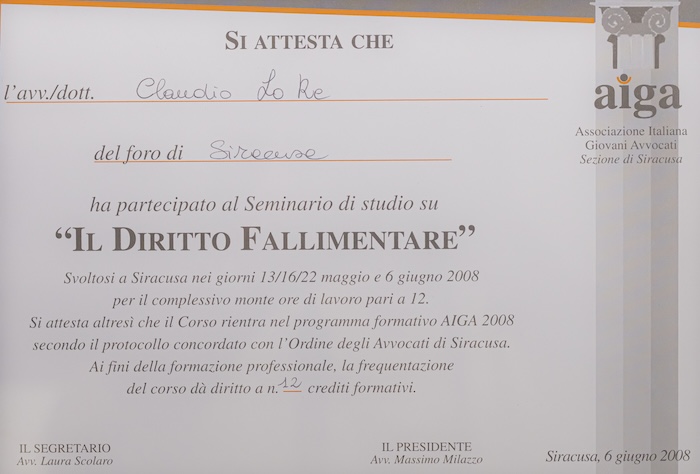 SI ATTESTA CHE
l'avv./dott. Claudio Lo Re
del foro di Siracusa
ha partecipato al Seminario di studio su
“IL DIRITTO FALLIMENTARE”
Svoltosi a Siracusa nei giorni 13/16/22 maggio e 6 giugno 2008
per il complessivo monte ore di lavoro pari a 12.
Si attesta altresì che il Corso rientra nel programma formativo AIGA 2008
secondo il protocollo concordato con l'Ordine degli Avvocati di Siracusa.
Ai fini della formazione professionale, la frequentazione
del corso dà diritto a n. 12 crediti formativi.
aiga
Associazione Italiana
Giovani Avvocati
Sezione di Siracusa
IL SEGRETARIO
Avv. Laura Scolaro
IL PRESIDENTE
Avv. Massimo Milazzo
Siracusa, 6 giugno 2008